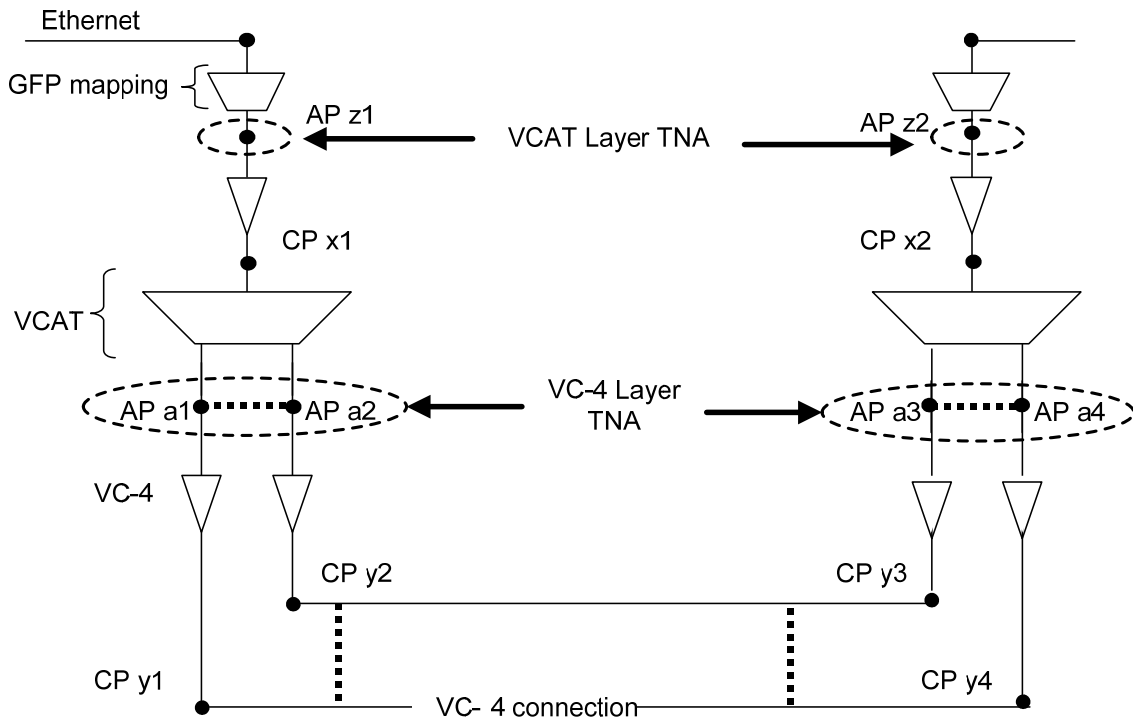 Ethernet
GFP mapping
AP z1
VCAT Layer TNA
AP z2
CP x1
CP x2
VCAT
VC-4 Layer
TNA
AP a1
AP a2
AP a3
AP a4
VC-4
CP y2
CP y3
CP y1
CP y4
VC- 4 connection